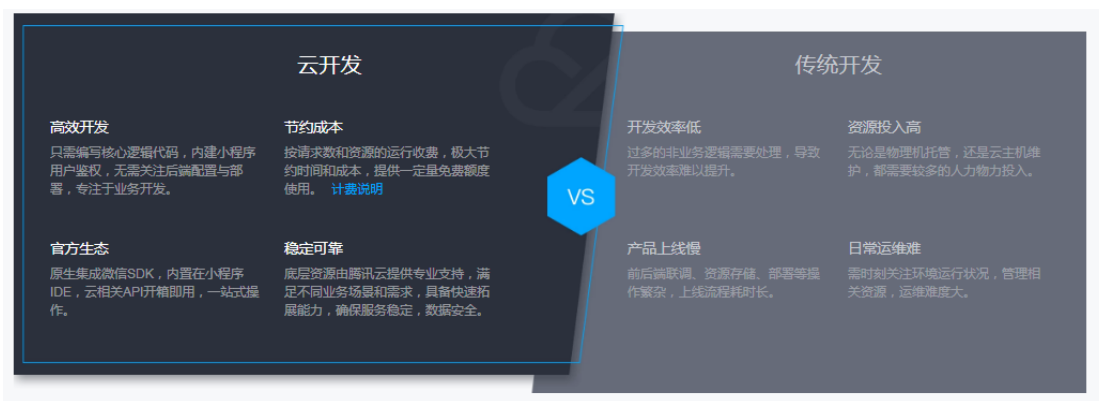 云开发
高效开发
只需编写核心逻辑代码，内建小程序
用户鉴权，无需关注后端配置与部
署，专注于业务开发。
节约成本
按请求数和资源的运行收费，极大节
约时间和成本，提供一定量免费额度
使用。 计费说明
官方生态
原生集成微信SDK，内置在小程序
IDE，云相关API开箱即用，一站式操
作。
稳定可靠
底层资源由腾讯云提供专业支持，满
足不同业务场景和需求，具备快速拓
展能力，确保服务稳定，数据安全。
VS
传统开发
开发效率低
过多的非业务逻辑需要处理，导致
开发效率难以提升。
资源投入高
无论是物理机托管，还是云主机维
护，都需要较多的人力物力投入。
产品上线慢
前后端联调、资源存储、部署等操
作繁杂，上线流程耗时长。
日常运维难
需时刻关注环境运行状况，管理相
关资源，运维难度大。